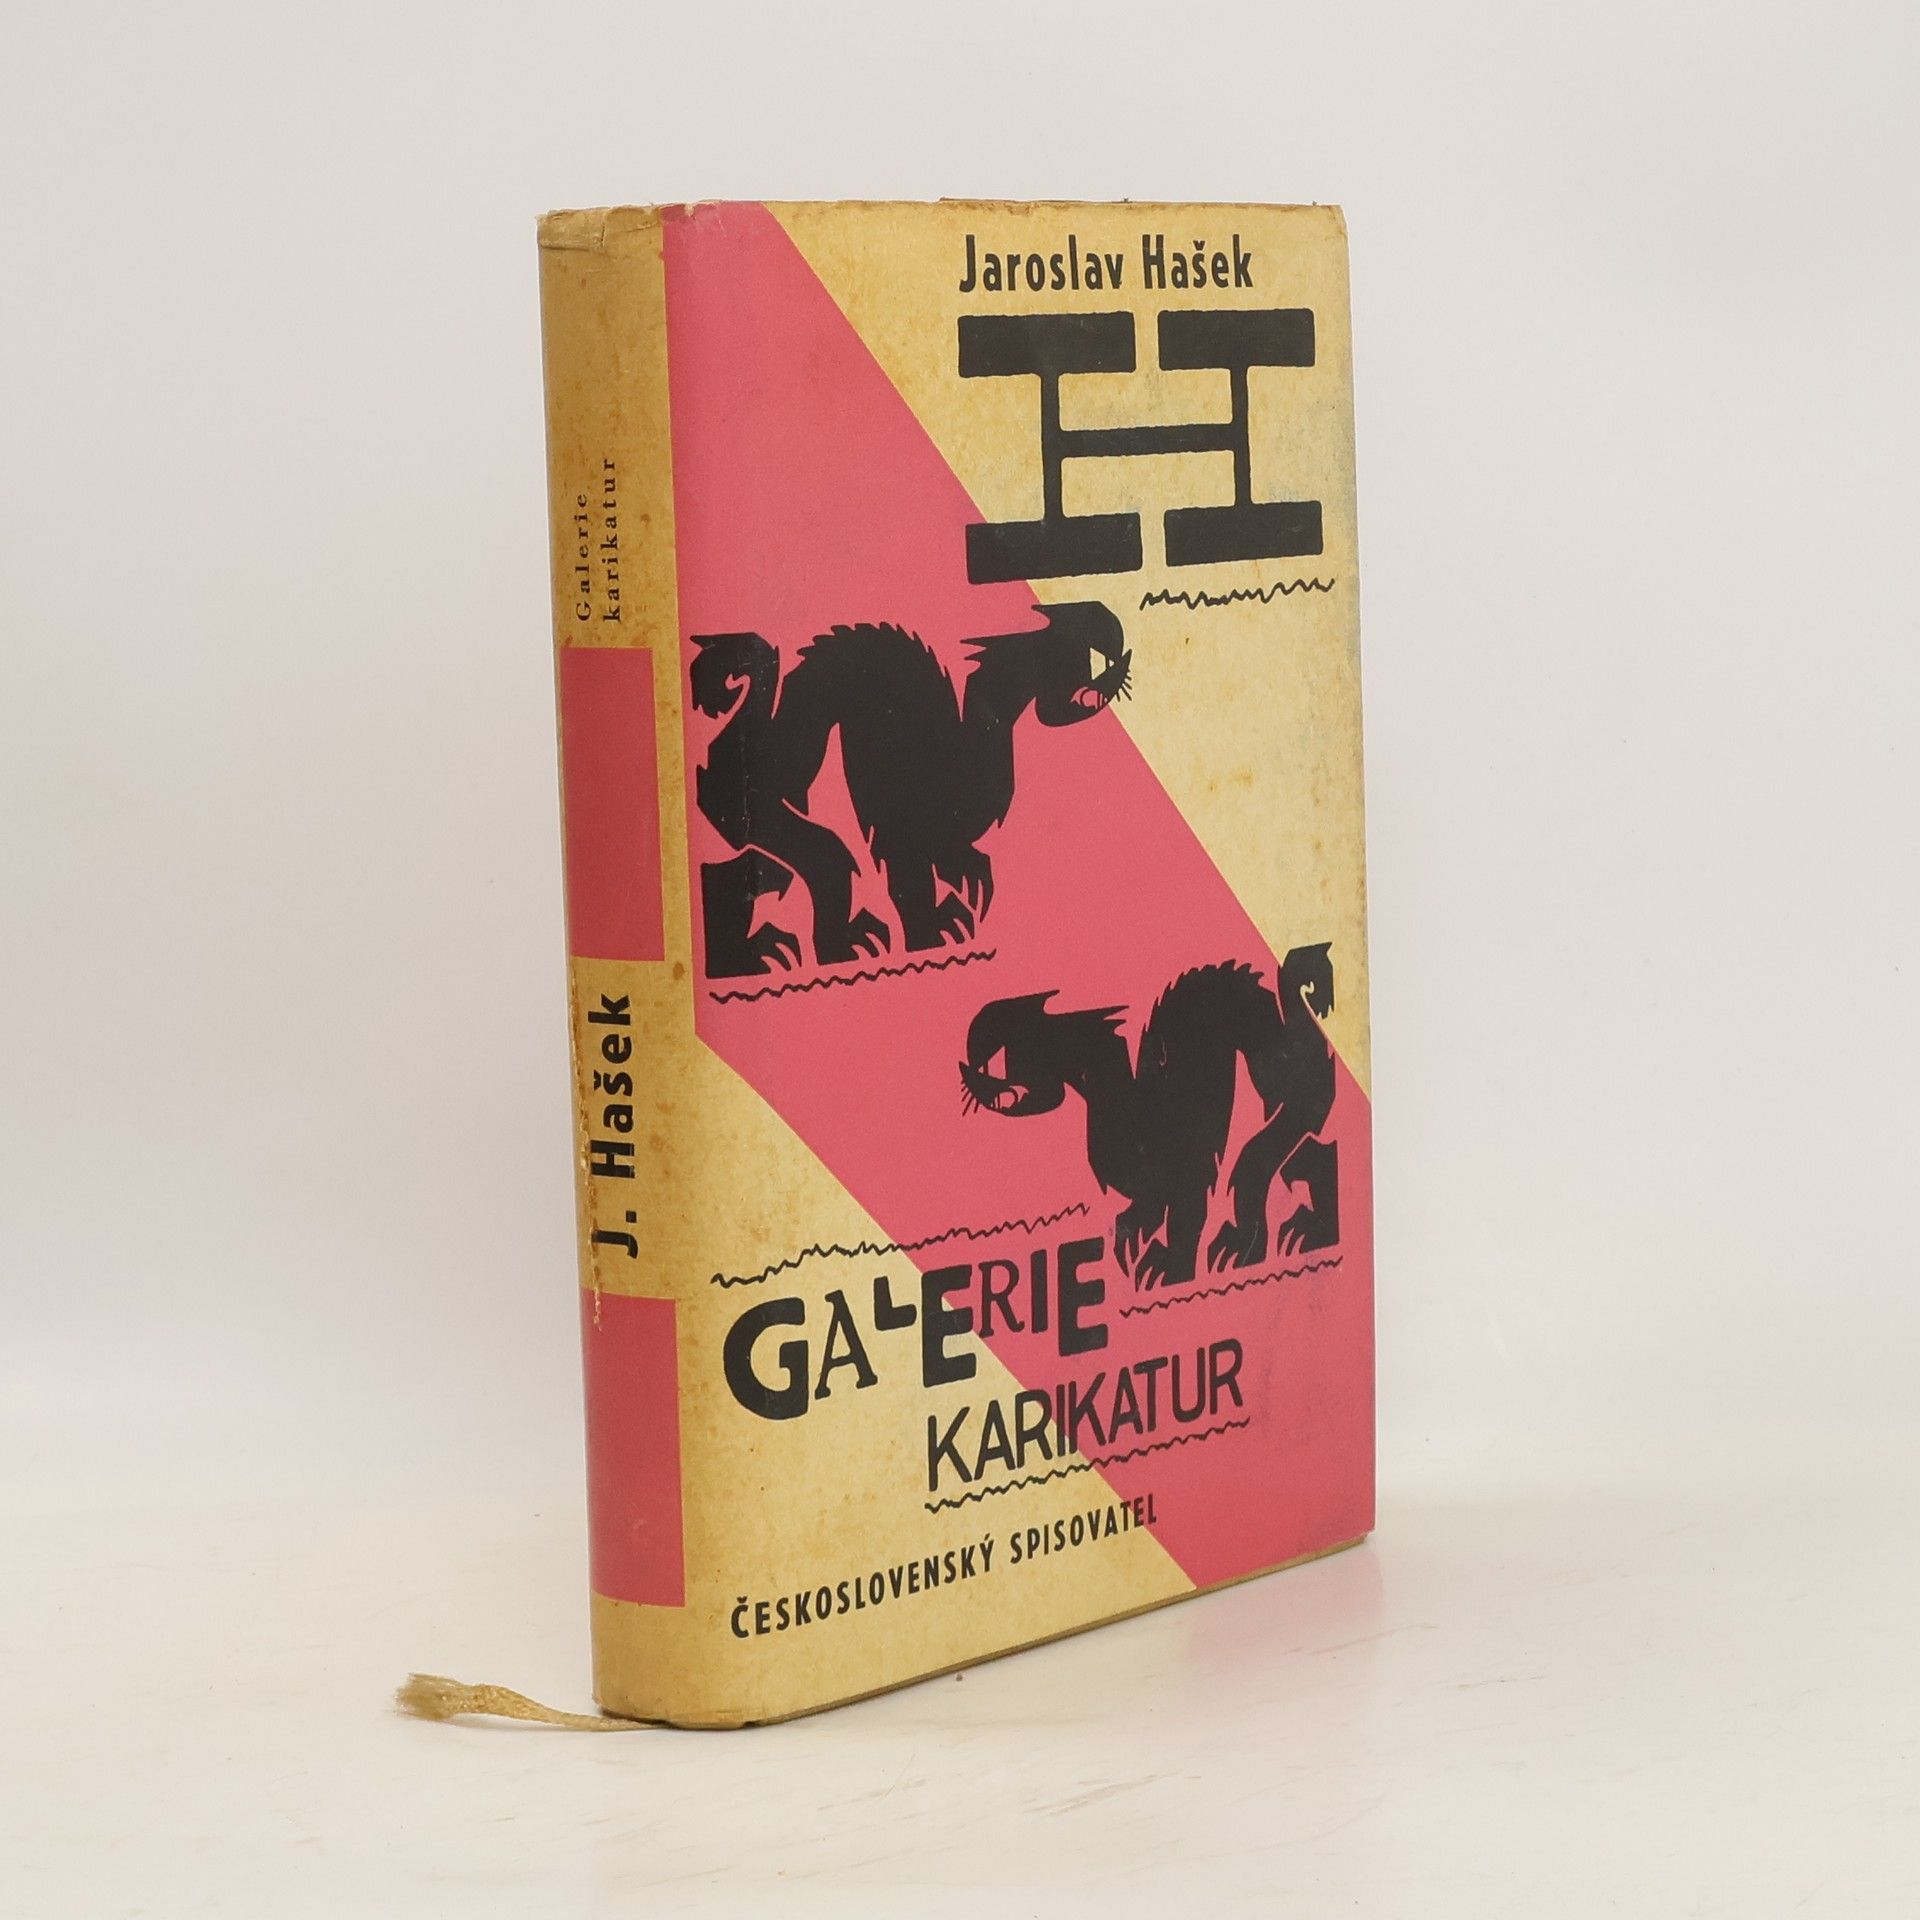 Galerie
karikatur
J. Hašek
Jaroslav Hašek
H
GALERIE
KARIKATUR
ČESKOSLOVENSKÝ SPISOVATEL